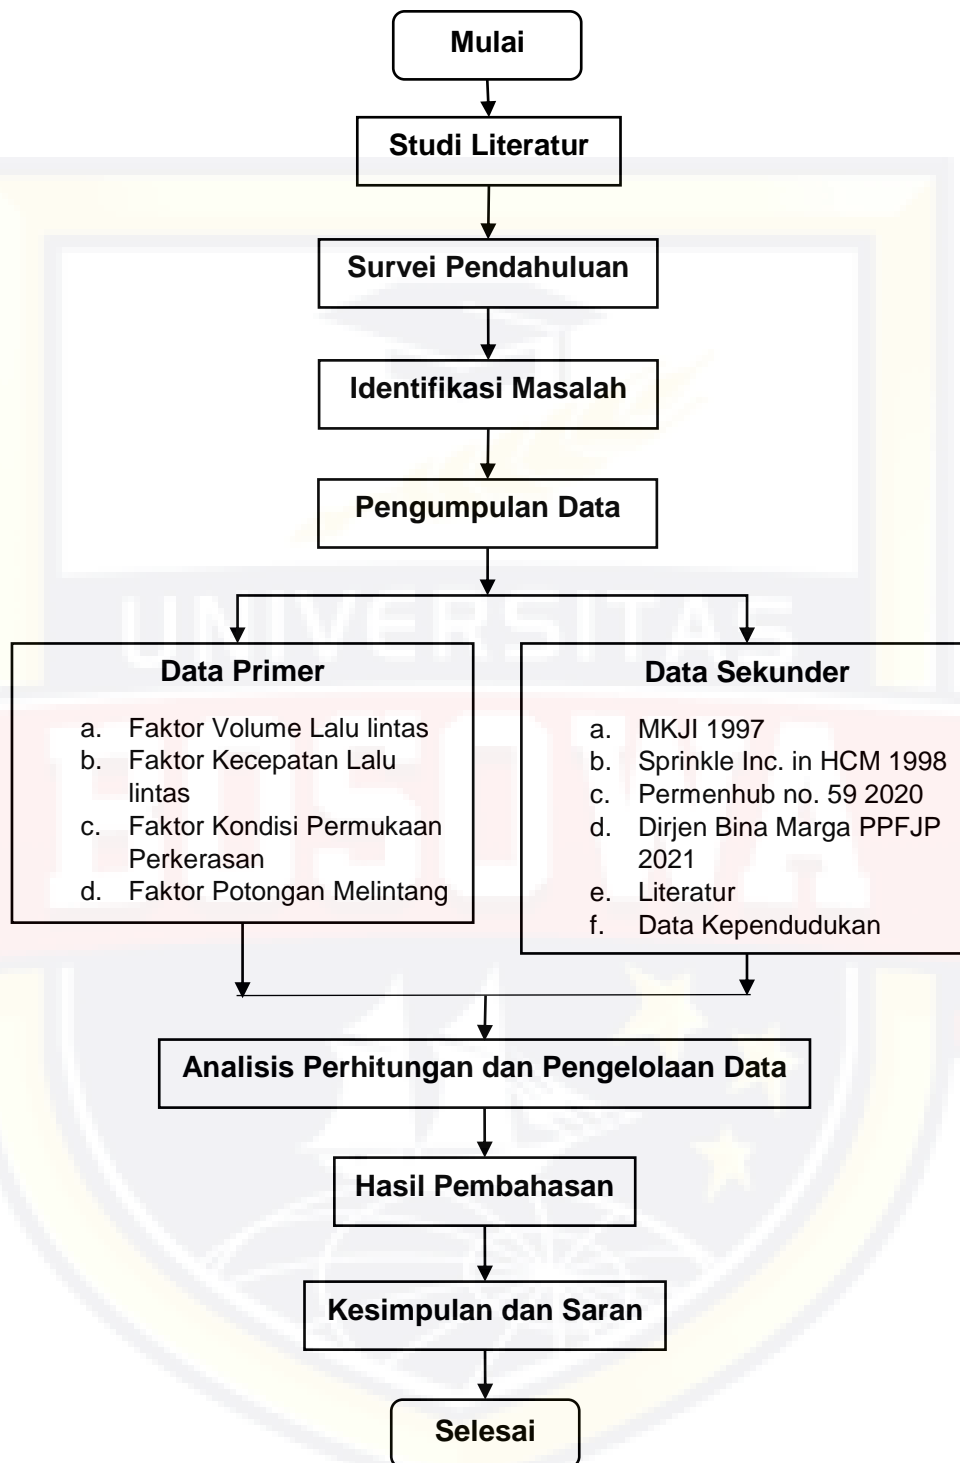 Mulai
Studi Literatur
Survei Pendahuluan
Identifikasi Masalah
Pengumpulan Data
UNIVERSITAS
BOSOWA
Data Primer
a. Faktor Volume Lalu lintas
b. Faktor Kecepatan Lalu
lintas
c. Faktor Kondisi Permukaan
Perkerasan
d. Faktor Potongan Melintang
Data Sekunder
a. MKJI 1997
b. Sprinkle Inc. in HCM 1998
c. Permenhub no. 59 2020
d. Dirjen Bina Marga PPFJP
2021
e. Literatur
f. Data Kependudukan
Analisis Perhitungan dan Pengelolaan Data
Hasil Pembahasan
Kesimpulan dan Saran
Selesai